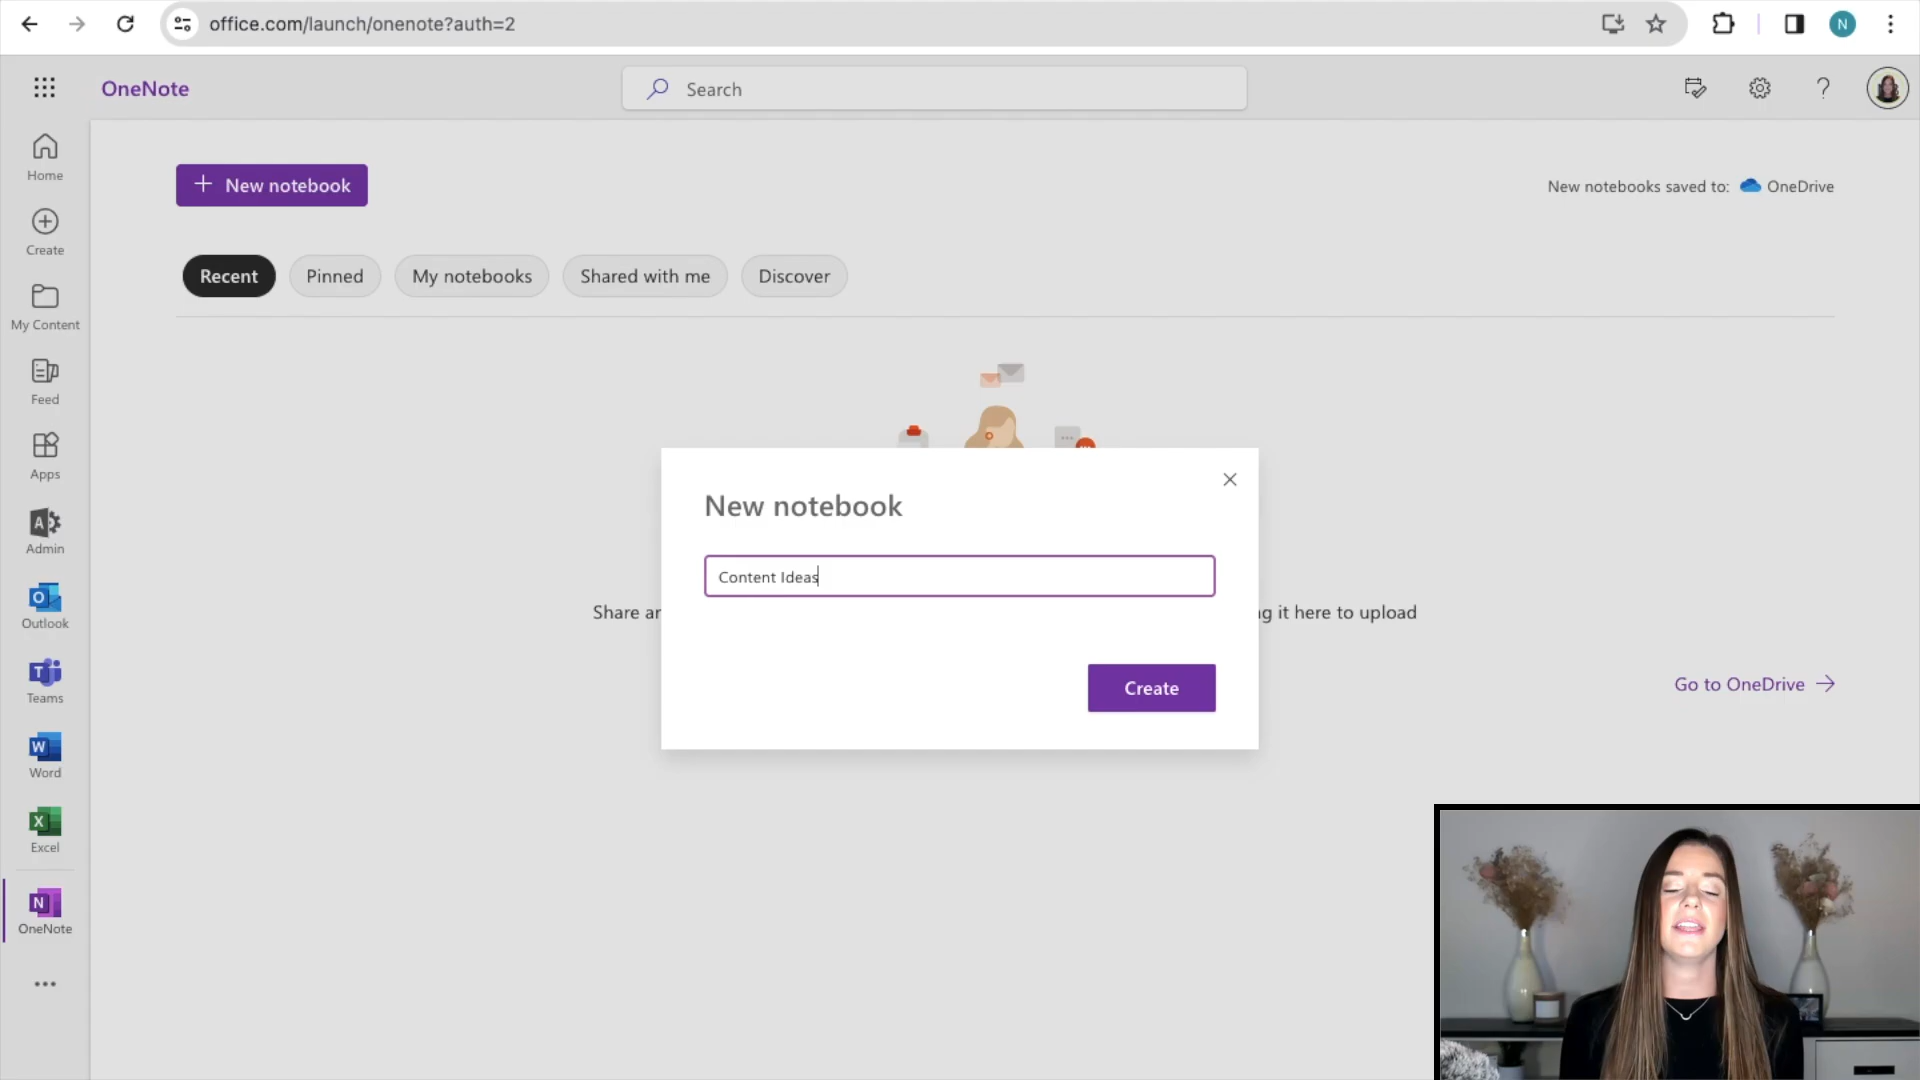 office.com/launch/onenote?auth=2
N
OneNote
Search
Home
Create
My Content
Feed
Apps
Admin
Outlook
Teams
Word
Excel
OneNote
New notebook
New notebooks saved to: OneDrive
Recent
Pinned
My notebooks
Shared with me
Discover
New notebook
Content Ideas
Create
Share
it here to upload
Go to OneDrive